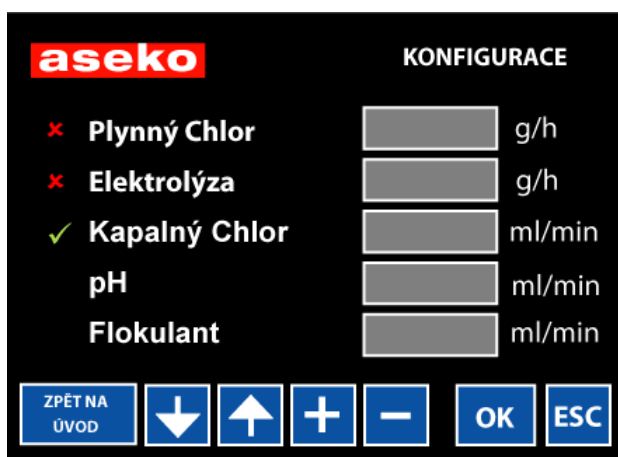 aseko KONFIGURACE
Plynný Chlor g/h
Elektrolýza g/h
Kapalný Chlor ml/min
pH ml/min
Flokulant ml/min
ZPĚT NA
ÚVOD
+ − OK ESC